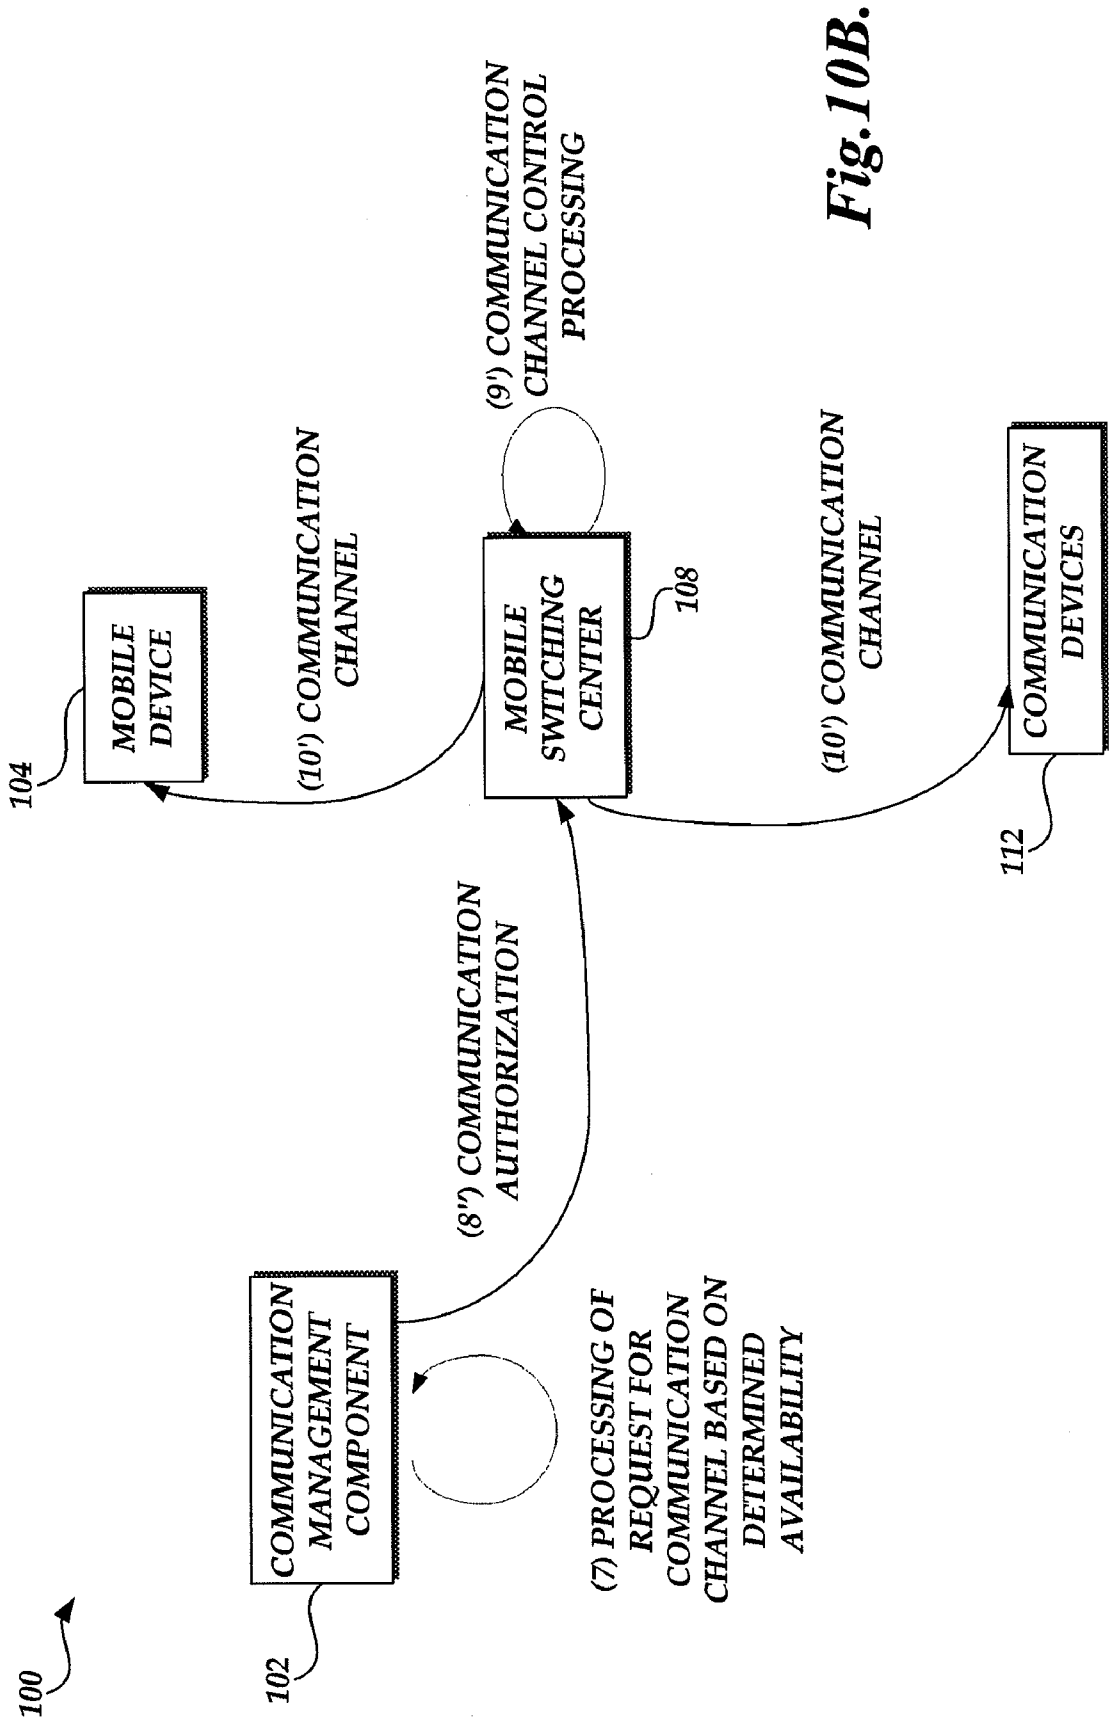 100
102
COMMUNICATION
MANAGEMENT
COMPONENT
(7) PROCESSING OF
REQUEST FOR
COMMUNICATION
CHANNEL BASED ON
DETERMINED
AVAILABILITY
(8") COMMUNICATION
AUTHORIZATION
104
MOBILE
DEVICE
(10') COMMUNICATION
CHANNEL
MOBILE
SWITCHING
CENTER
108
(9') COMMUNICATION
CHANNEL CONTROL
PROCESSING
(10') COMMUNICATION
CHANNEL
112
COMMUNICATION
DEVICES
Fig.10B.